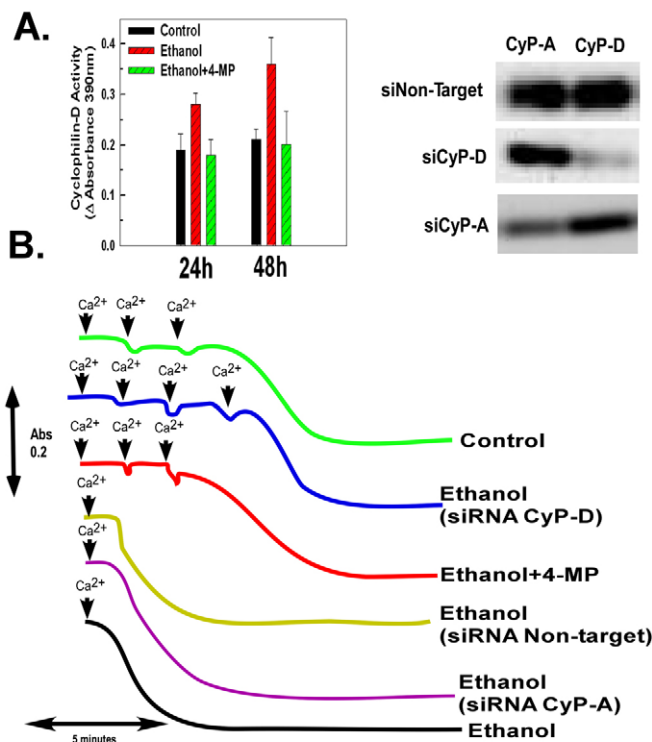 A.
Control
Ethanol
Ethanol+4-MP
Cyclophilin-D Activity
(Δ Absorbance 390nm)
0.4
0.3
0.2
0.1
0.0
24h
48h
CyP-A CyP-D
siNon-Target
siCyP-D
siCyP-A
B.
Ca2+ Ca2+ Ca2+
Control
Ca2+ Ca2+ Ca2+ Ca2+
Abs
0.2
Ethanol
(siRNA CyP-D)
Ca2+ Ca2+ Ca2+
Ethanol+4-MP
Ca2+
Ethanol
(siRNA Non-target)
Ca2+
Ethanol
(siRNA CyP-A)
Ca2+
Ethanol
5 minutes